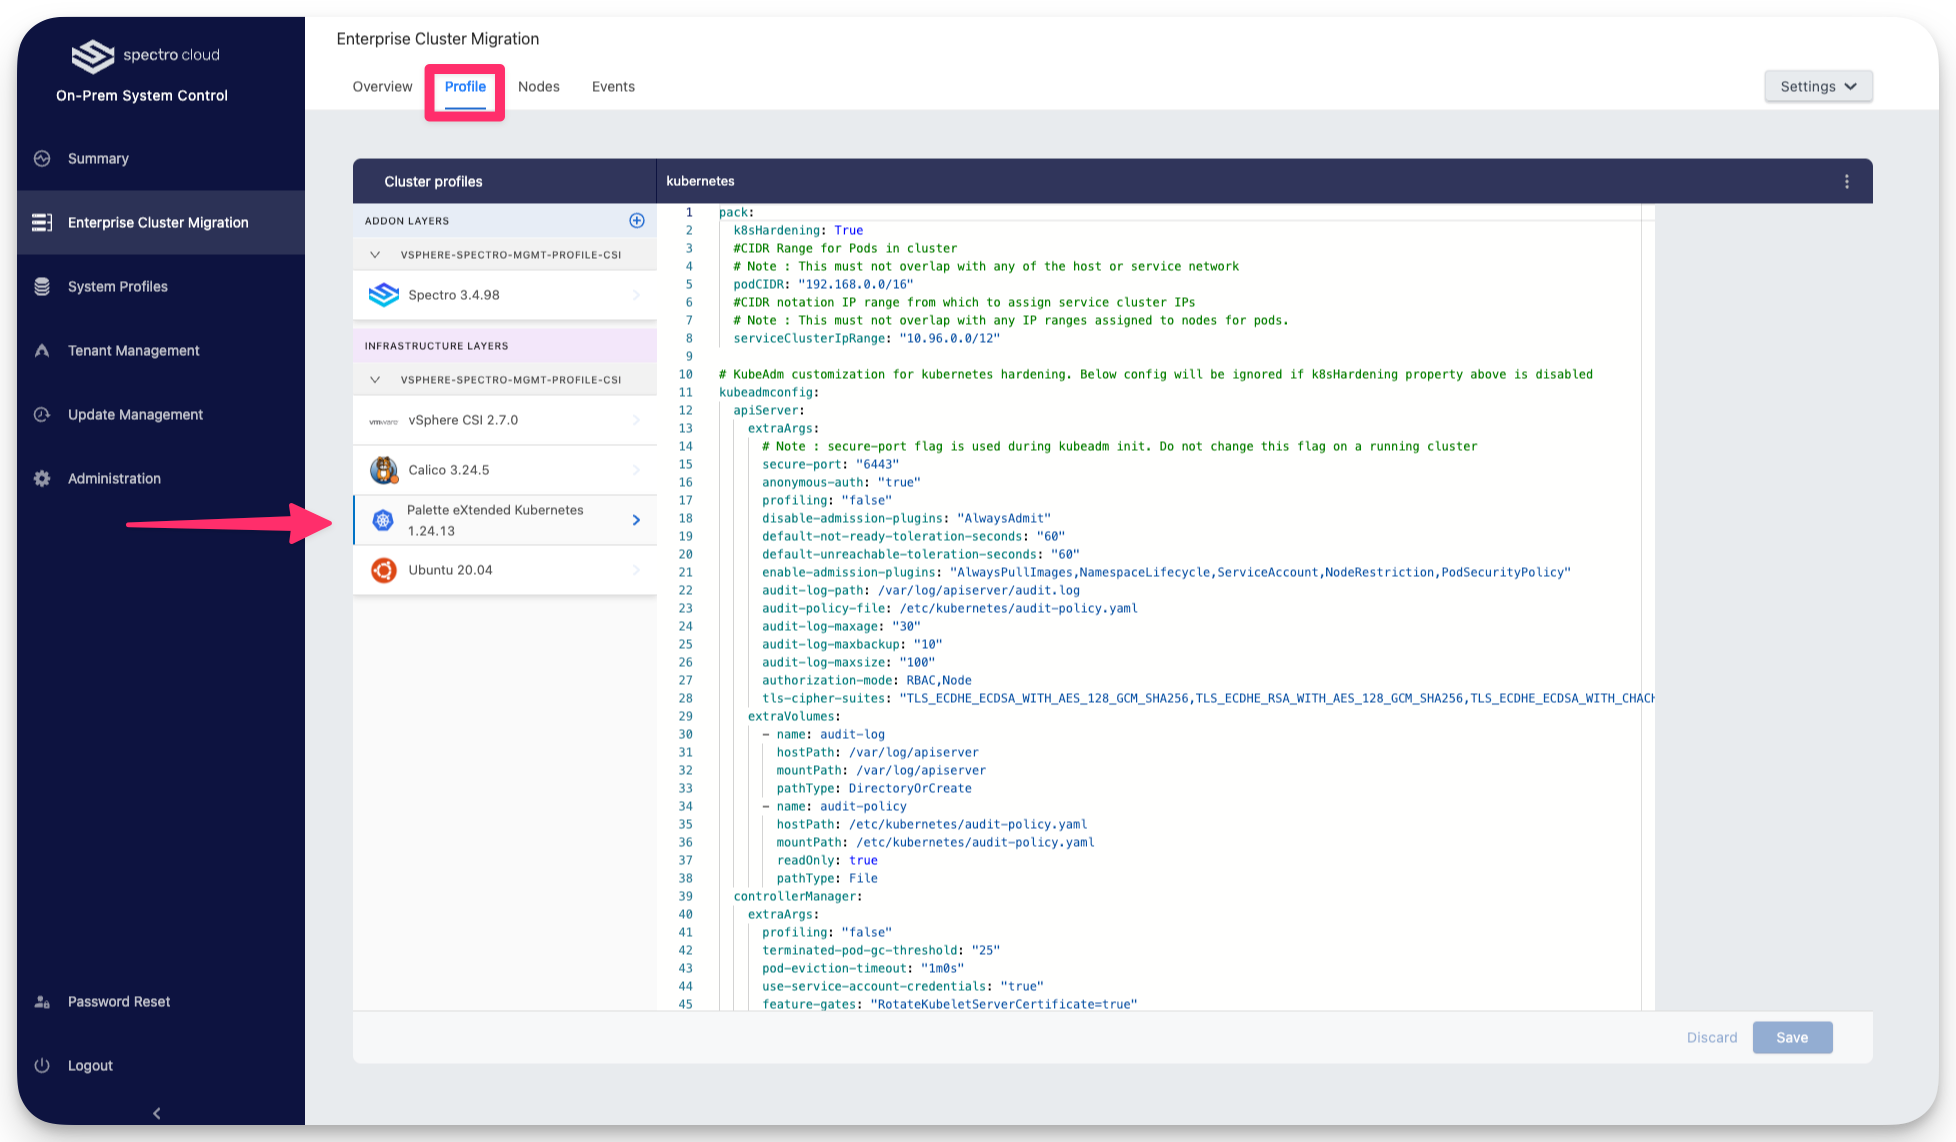 spectro cloud
On-Prem System Control
Summary
Enterprise Cluster Migration
System Profiles
Tenant Management
Update Management
Administration
Password Reset
Logout
Enterprise Cluster Migration
Overview
Profile
Nodes
Events
Settings
Cluster profiles
ADDON LAYERS
VSPHERE-SPECTRO-MGMT-PROFILE-CSI
Spectro 3.4.98
INFRASTRUCTURE LAYERS
VSPHERE-SPECTRO-MGMT-PROFILE-CSI
vmware
vSphere CSI 2.7.0
Calico 3.24.5
Palette eXtended Kubernetes
1.24.13
Ubuntu 20.04
kubernetes
1 pack:
2 k8sHardening: True
3 #CIDR Range for Pods in cluster
4 # Note : This must not overlap with any of the host or service network
5 podCIDR: "192.168.0.0/16"
6 #CIDR notation IP range from which to assign service cluster IPs
7 # Note : This must not overlap with any IP ranges assigned to nodes for pods.
8 serviceClusterIpRange: "10.96.0.0/12"
9
10 # KubeAdm customization for kubernetes hardening. Below config will be ignored if k8sHardening property above is disabled
11 kubeadmconfig:
12 apiServer:
13 extraArgs:
14 # Note : secure-port flag is used during kubeadm init. Do not change this flag on a running cluster
15 secure-port: "6443"
16 anonymous-auth: "true"
17 profiling: "false"
18 disable-admission-plugins: "AlwaysAdmit"
19 default-not-ready-toleration-seconds: "60"
20 default-unreachable-toleration-seconds: "60"
21 enable-admission-plugins: "AlwaysPullImages,NamespaceLifecycle,ServiceAccount,NodeRestriction,PodSecurityPolicy"
22 audit-log-path: /var/log/apiserver/audit.log
23 audit-policy-file: /etc/kubernetes/audit-policy.yaml
24 audit-log-maxage: "30"
25 audit-log-maxbackup: "10"
26 audit-log-maxsize: "100"
27 authorization-mode: RBAC,Node
28 tls-cipher-suites: "TLS_ECDHE_ECDSA_WITH_AES_128_GCM_SHA256,TLS_ECDHE_RSA_WITH_AES_128_GCM_SHA256,TLS_ECDHE_ECDSA_WITH_CHACH
29 extraVolumes:
30 - name: audit-log
31 hostPath: /var/log/apiserver
32 mountPath: /var/log/apiserver
33 pathType: DirectoryOrCreate
34 - name: audit-policy
35 hostPath: /etc/kubernetes/audit-policy.yaml
36 mountPath: /etc/kubernetes/audit-policy.yaml
37 readOnly: true
38 pathType: File
39 controllerManager:
40 extraArgs:
41 profiling: "false"
42 terminated-pod-gc-threshold: "25"
43 pod-eviction-timeout: "1m0s"
44 use-service-account-credentials: "true"
45 feature-gates: "RotateKubeletServerCertificate=true"
Discard
Save